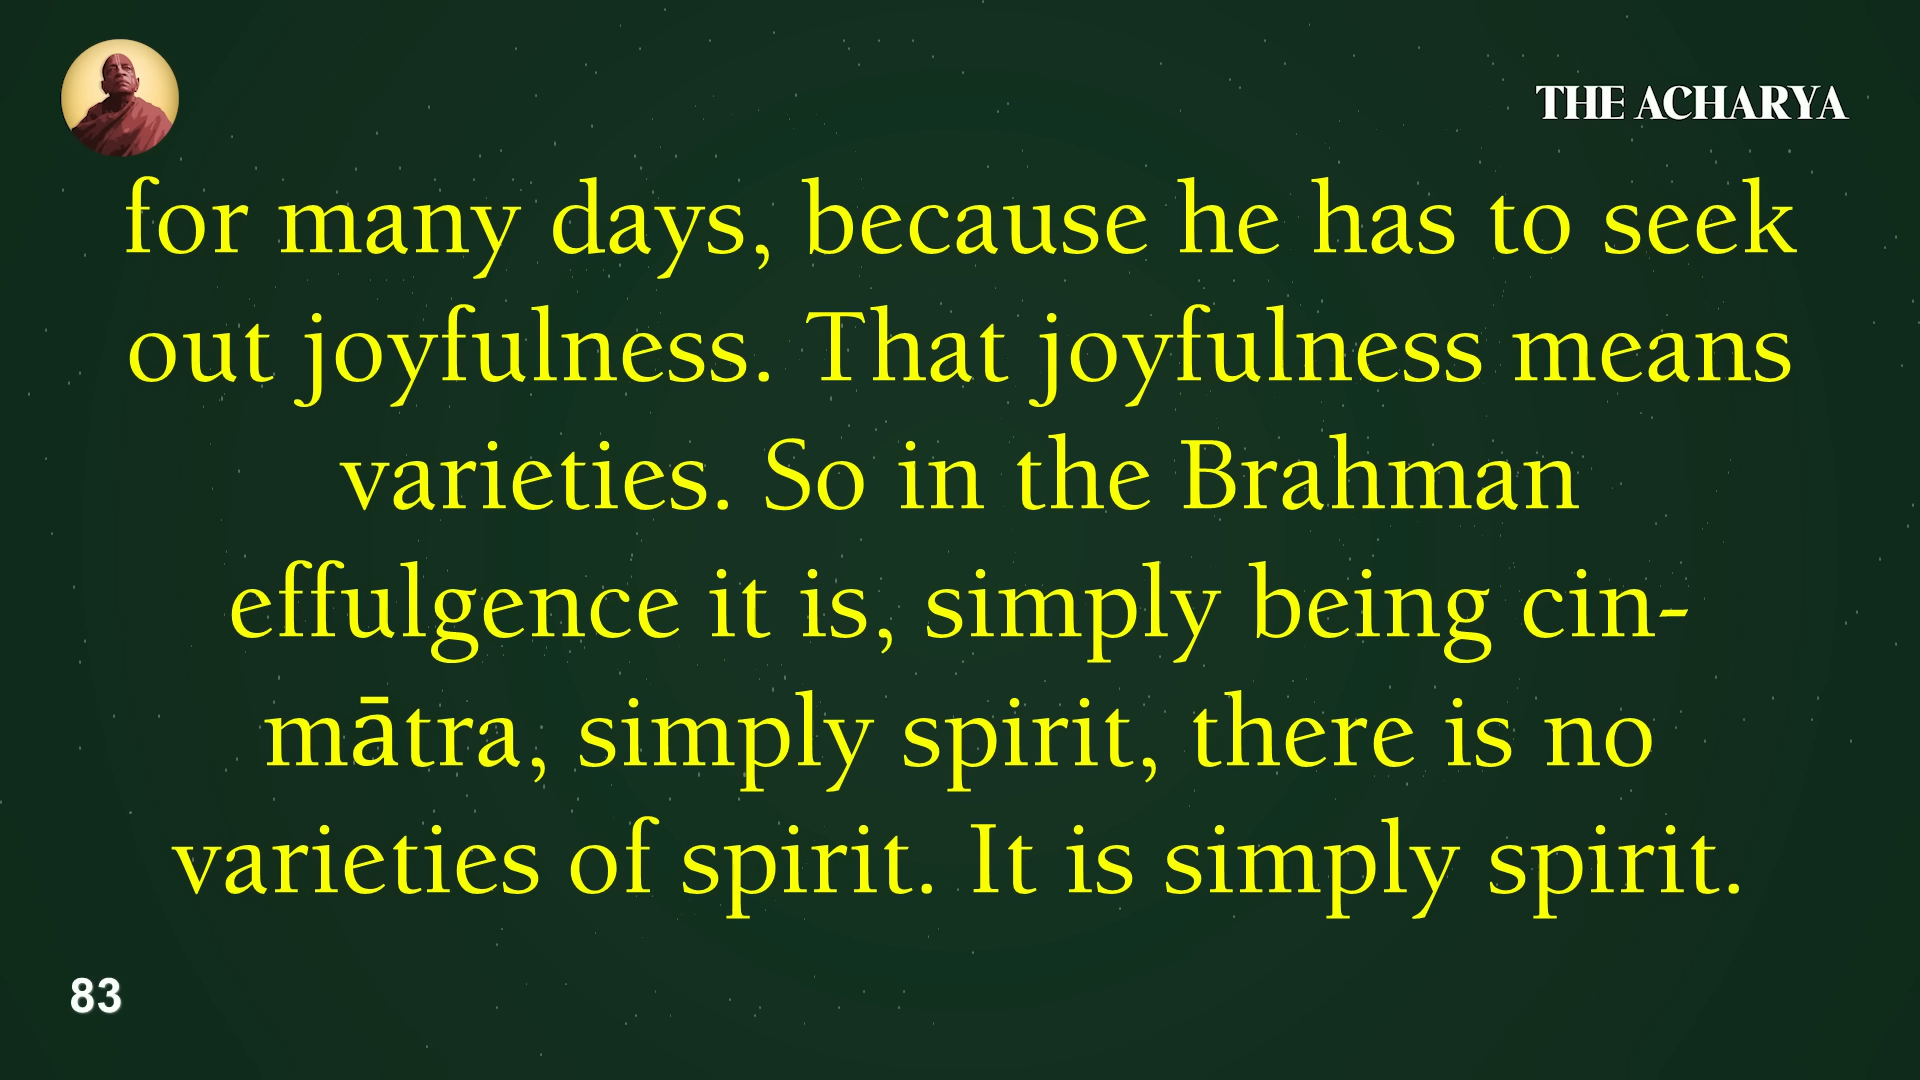 THE ACHARYA
for many days, because he has to seek
out joyfulness. That joyfulness means
varieties. So in the Brahman
effulgence it is, simply being cin-
mātra, simply spirit, there is no
varieties of spirit. It is simply spirit.
83